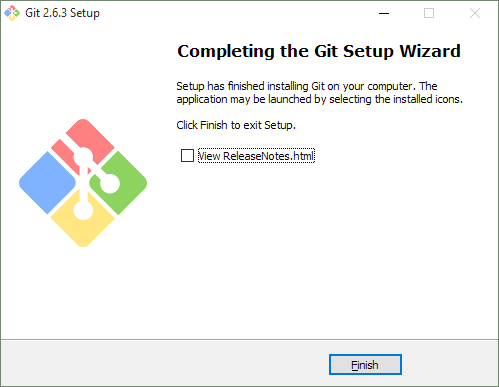 Git 2.6.3 Setup
Completing the Git Setup Wizard
Setup has finished installing Git on your computer. The
application may be launched by selecting the installed icons.
Click Finish to exit Setup.
View ReleaseNotes.html
Finish